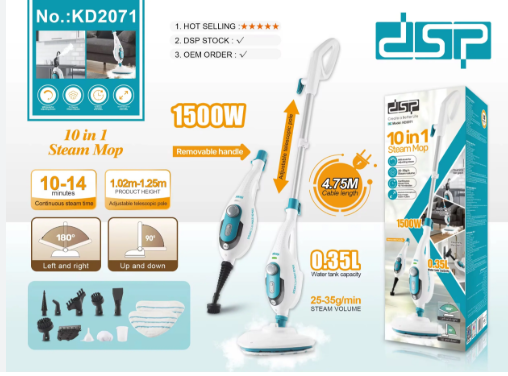 No.:KD2071
1. HOT SELLING : ★★★★★
2. DSP STOCK : ✓
3. OEM ORDER : ✓
dsp
10 in 1
Steam Mop
1500W
Removable handle
Adjustable telescopic pole
4.75M
Cable length
10-14
minutes
Continuous steam time
1.02m-1.25m
PRODUCT HEIGHT
Adjustable telescopic pole
180°
Left and right
90°
Up and down
0.35L
Water tank capacity
25-35g/min
STEAM VOLUME
dsp
10 in 1
Steam Mop
1500W
0.35L